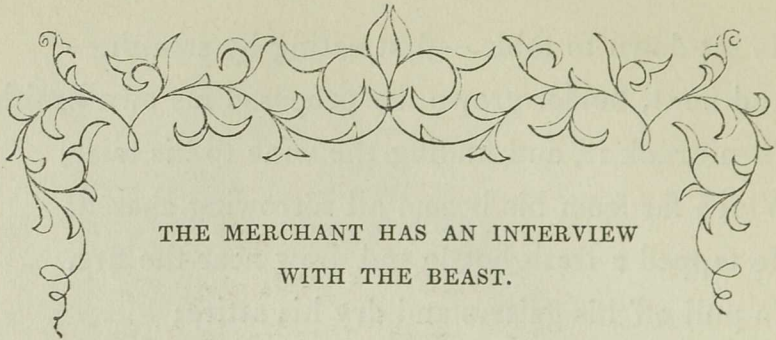 THE MERCHANT HAS AN INTERVIEW
WITH THE BEAST.